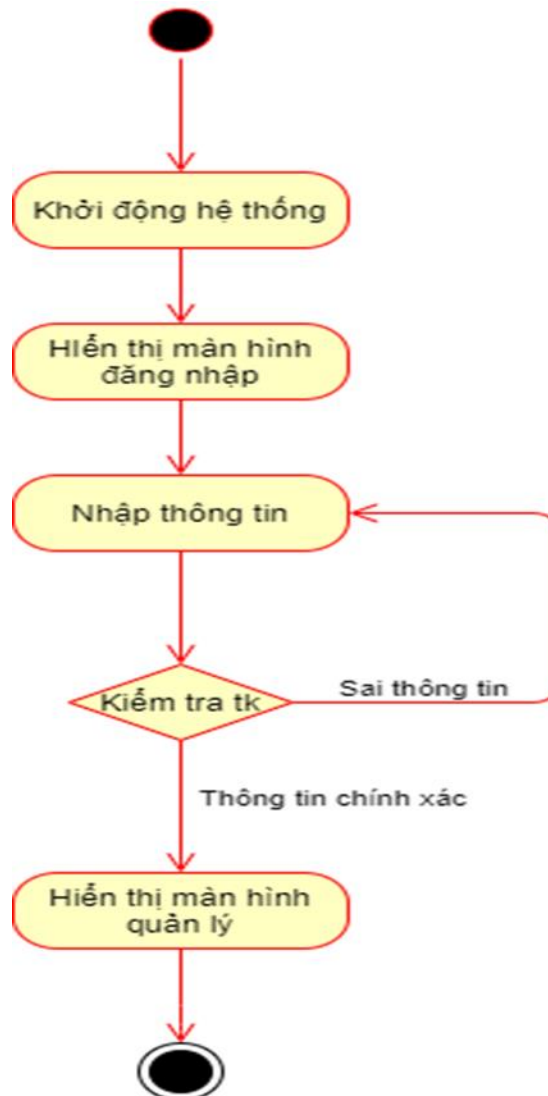 Khởi động hệ thống
HIển thị màn hình
đăng nhập
Nhập thông tin
Kiểm tra tk
Sai thông tin
Thông tin chính xác
Hiển thị màn hình
quản lý